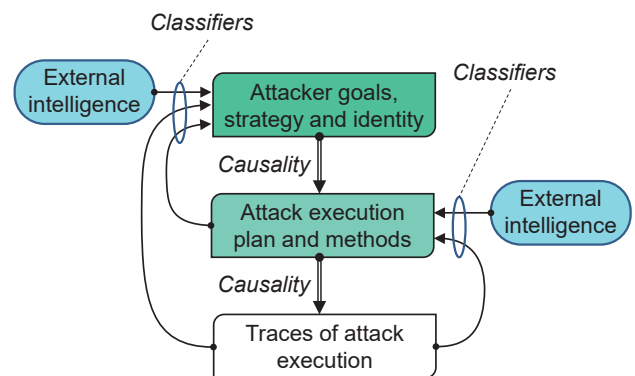 Classifiers
External
intelligence
Attacker goals,
strategy and identity
Classifiers
Causality
Attack execution
plan and methods
External
intelligence
Causality
Traces of attack
execution